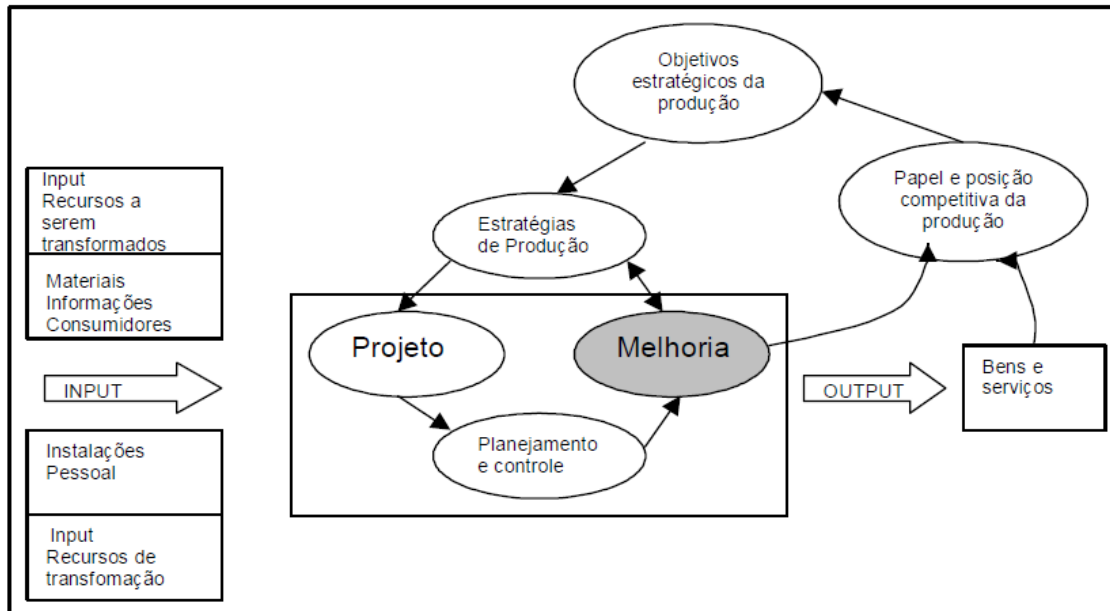 Objetivos
estratégicos da
produção
Papel e posição
competitiva da
produção
Estratégias
de Produção
Input
Recursos a
serem
transformados
Materiais
Informações
Consumidores
INPUT
Instalações
Pessoal
Input
Recursos de
transfomação
Projeto
Melhoria
Planejamento
e controle
OUTPUT
Bens e
serviços